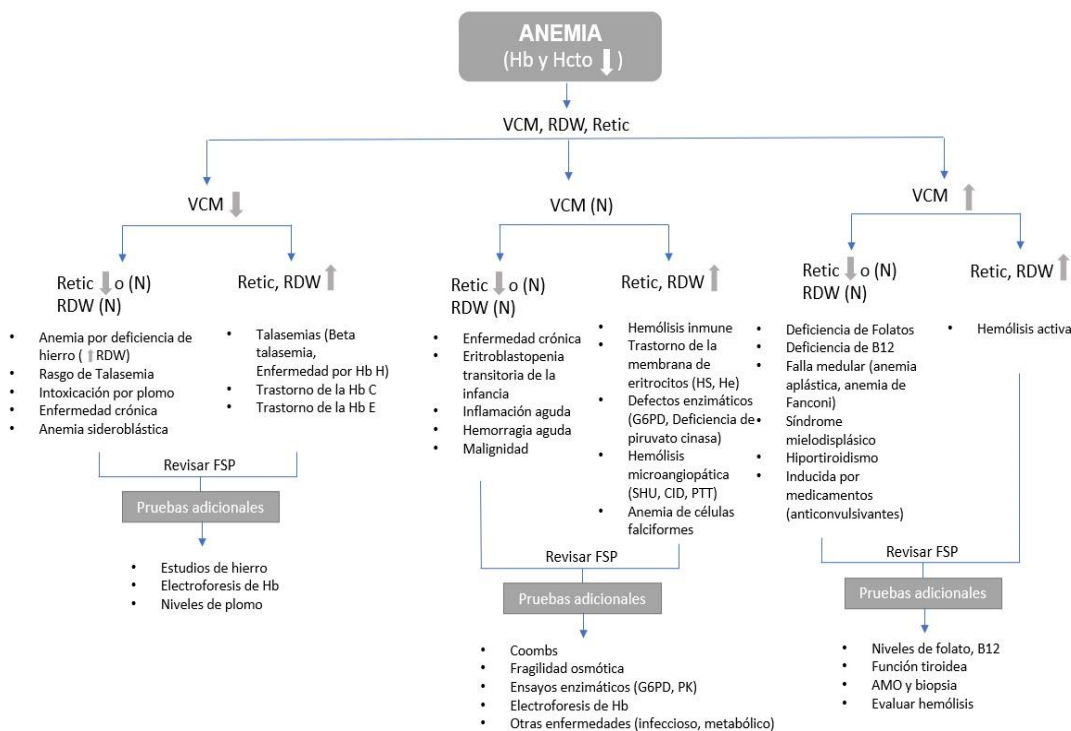 ANEMIA
(Hb y Hcto ⬇)
VCM, RDW, Retic
VCM ⬇
Retic ⬇ o (N)
RDW (N)
• Anemia por deficiencia de
hierro ( ⬆RDW)
• Rasgo de Talasemia
• Intoxicación por plomo
• Enfermedad crónica
• Anemia sideroblástica
Retic, RDW ⬆
• Talasemias (Beta
talasemia,
Enfermedad por Hb H)
• Trastorno de la Hb C
• Trastorno de la Hb E
Revisar FSP
Pruebas adicionales
• Estudios de hierro
• Electroforesis de Hb
• Niveles de plomo
VCM (N)
Retic ⬇ o (N)
RDW (N)
• Enfermedad crónica
• Eritroblastopenia
transitoria de la
infancia
• Inflamación aguda
• Hemorragia aguda
• Malignidad
Retic, RDW ⬆
• Hemólisis inmune
• Trastorno de la
membrana de
eritrocitos (HS, He)
• Defectos enzimáticos
(G6PD, Deficiencia de
piruvato cinasa)
• Hemólisis
microangiopática
(SHU, CID, PTT)
• Anemia de células
falciformes
Revisar FSP
Pruebas adicionales
• Coombs
• Fragilidad osmótica
• Ensayos enzimáticos (G6PD, PK)
• Electroforesis de Hb
• Otras enfermedades (infeccioso, metabólico)
VCM ⬆
Retic ⬇ o (N)
RDW (N)
• Deficiencia de Folatos
• Deficiencia de B12
• Falla medular (anemia
aplástica, anemia de
Fanconi)
• Síndrome
mielodisplásico
• Hiportiroidismo
• Inducida por
medicamentos
(anticonvulsivantes)
Retic, RDW ⬆
• Hemólisis activa
Revisar FSP
Pruebas adicionales
• Niveles de folato, B12
• Función tiroidea
• AMO y biopsia
• Evaluar hemólisis